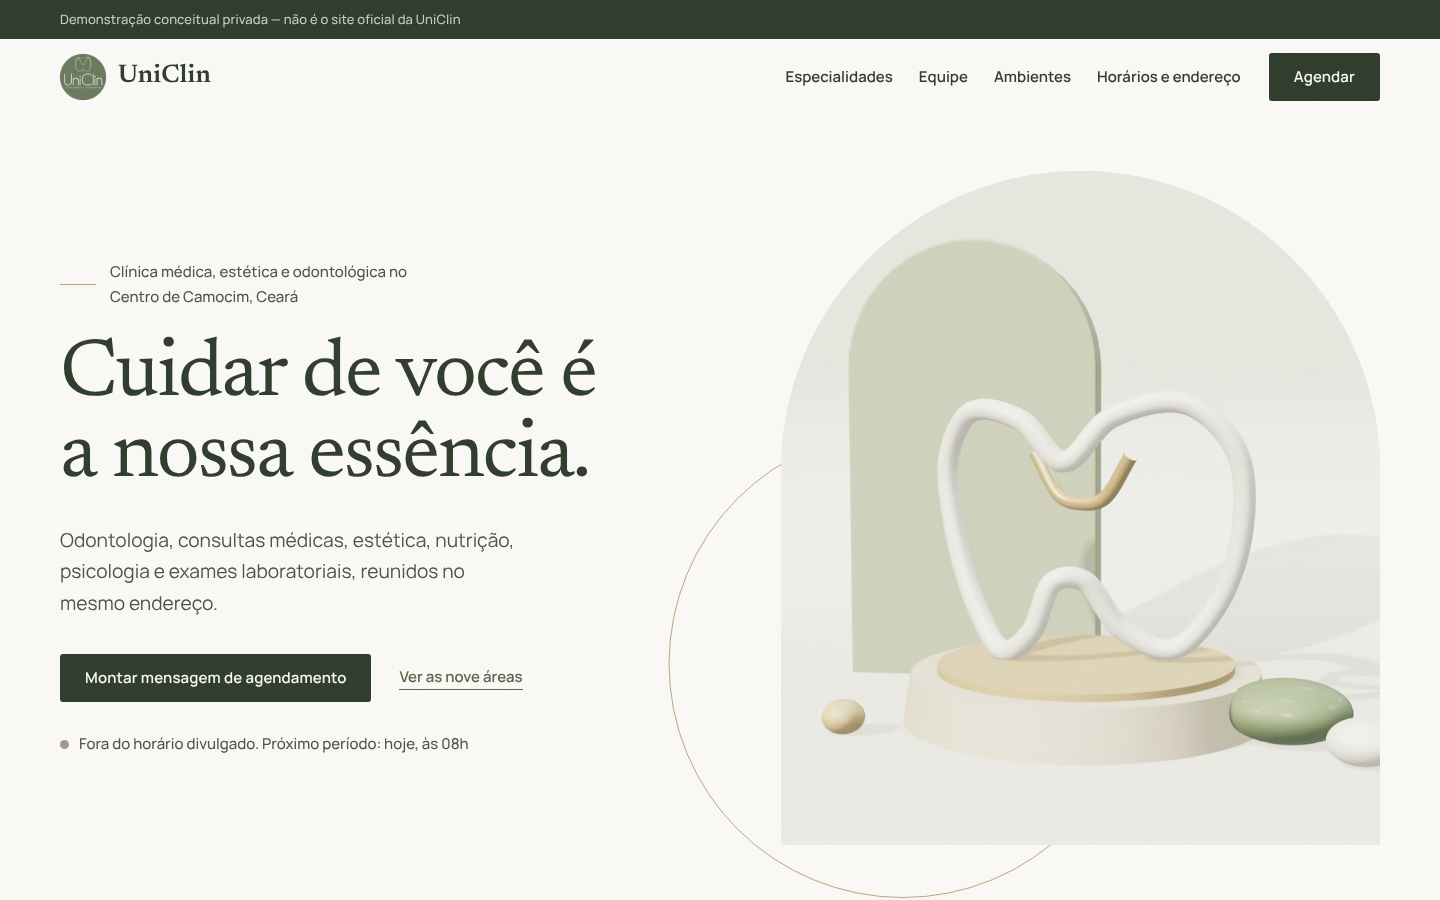 Demonstração conceitual privada — não é o site oficial da UniClin
UniClin
UniClin
Especialidades
Equipe
Ambientes
Horários e endereço
Agendar
Clínica médica, estética e odontológica no
Centro de Camocim, Ceará
Cuidar de você é
a nossa essência.
Odontologia, consultas médicas, estética, nutrição,
psicologia e exames laboratoriais, reunidos no
mesmo endereço.
Montar mensagem de agendamento
Ver as nove áreas
Fora do horário divulgado. Próximo período: hoje, às 08h